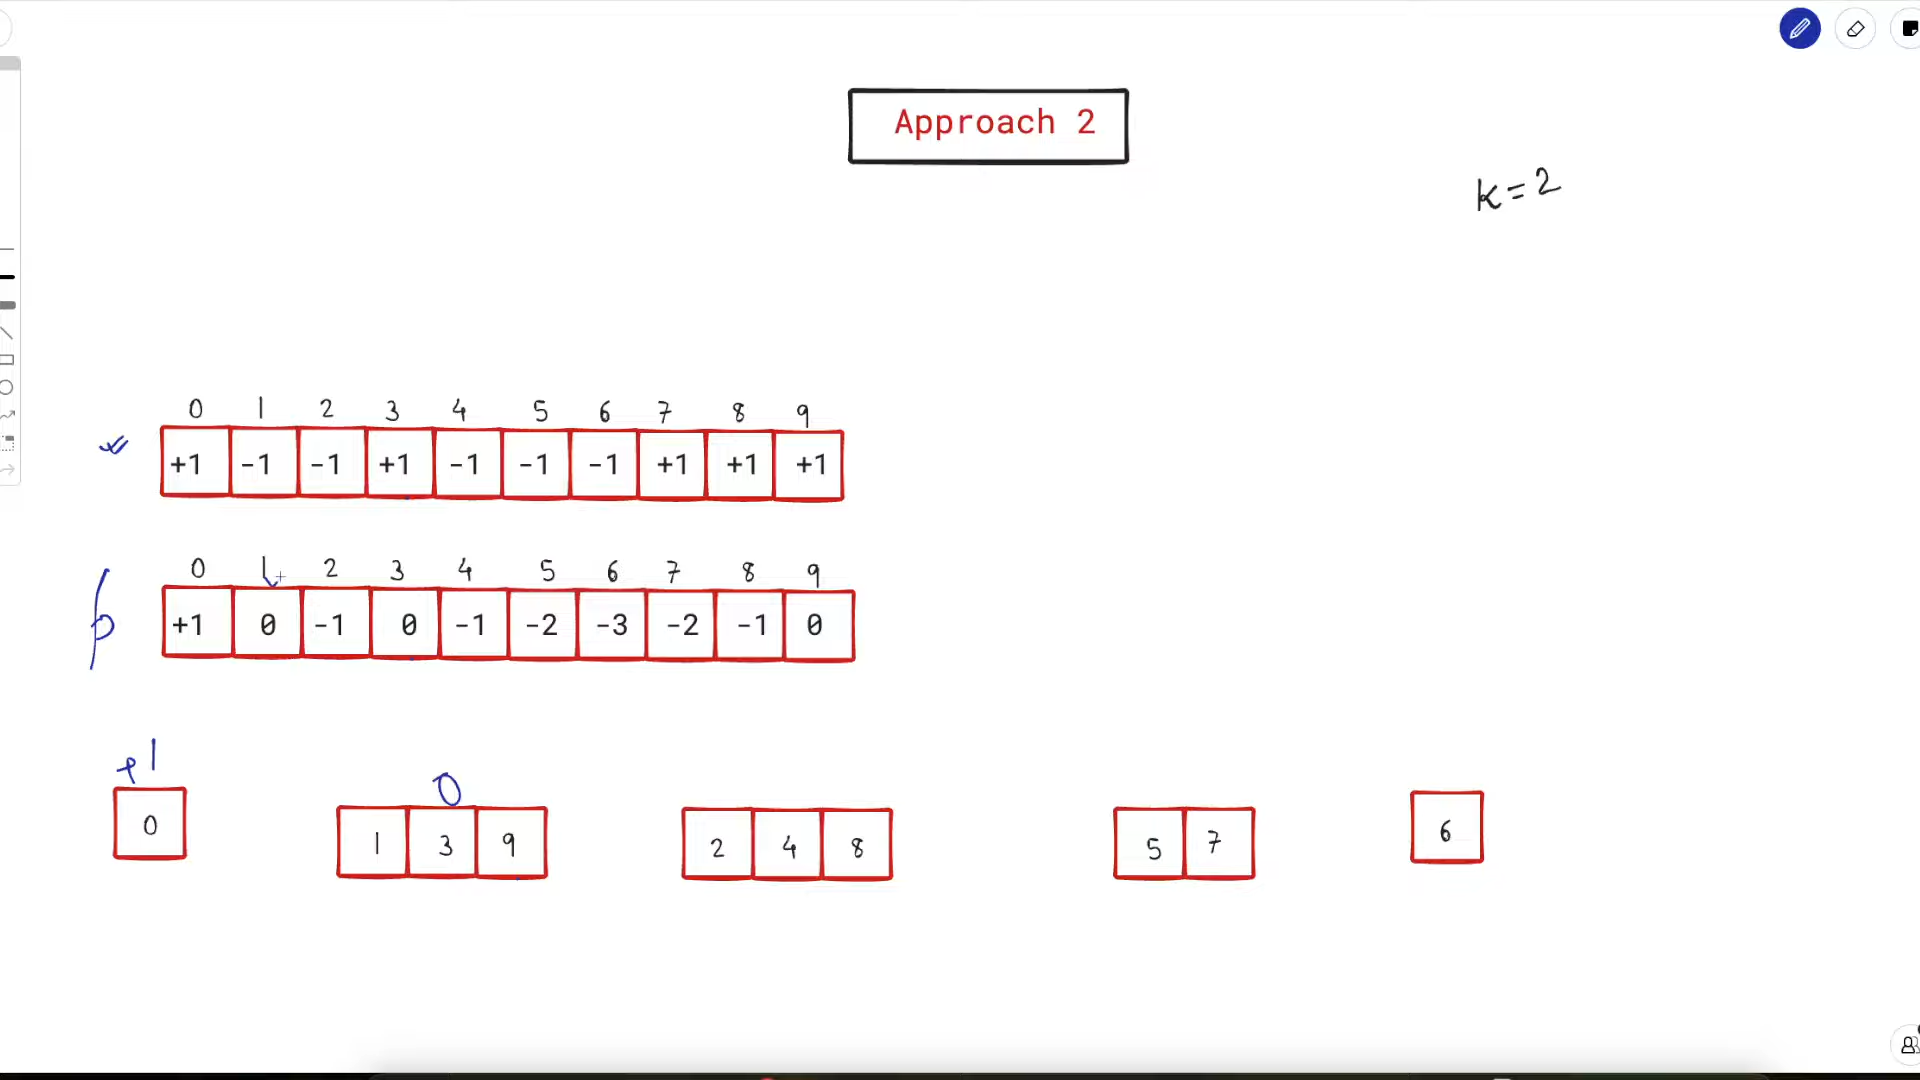 Approach 2
k=2
0 1 2 3 4 5 6 7 8 9
+1 -1 -1 +1 -1 -1 -1 +1 +1 +1
0 1 2 3 4 5 6 7 8 9
p +1 0 -1 0 -1 -2 -3 -2 -1 0
+1 0
0 1 3 9 2 4 8 5 7 6